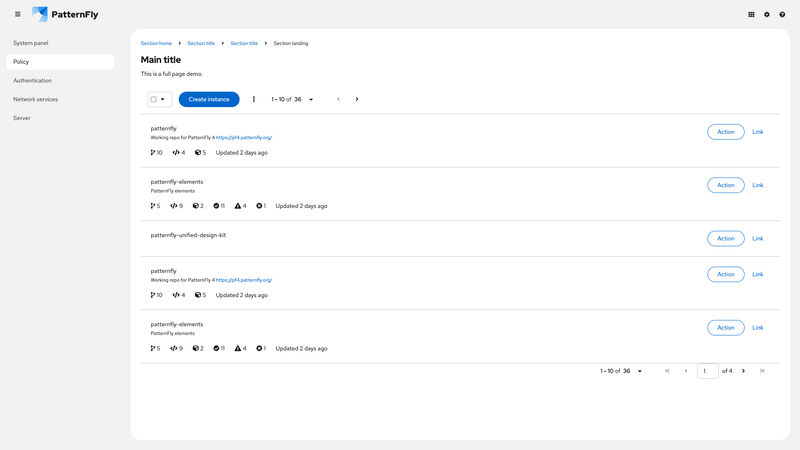 PatternFly
System panel
Policy
Authentication
Network services
Server
Section home Section title Section title Section landing
Main title
This is a full page demo.
Create instance 1 - 10 of 36
patternfly
Working repo for PatternFly 4 https://pf4.patternfly.org/
10 4 5 Updated 2 days ago
Action Link
patternfly-elements
PatternFly elements
5 9 2 11 4 1 Updated 2 days ago
Action Link
patternfly-unified-design-kit
Action Link
patternfly
Working repo for PatternFly 4 https://pf4.patternfly.org/
10 4 5 Updated 2 days ago
Action Link
patternfly-elements
PatternFly elements
5 9 2 11 4 1 Updated 2 days ago
Action Link
1 - 10 of 36 1 of 4